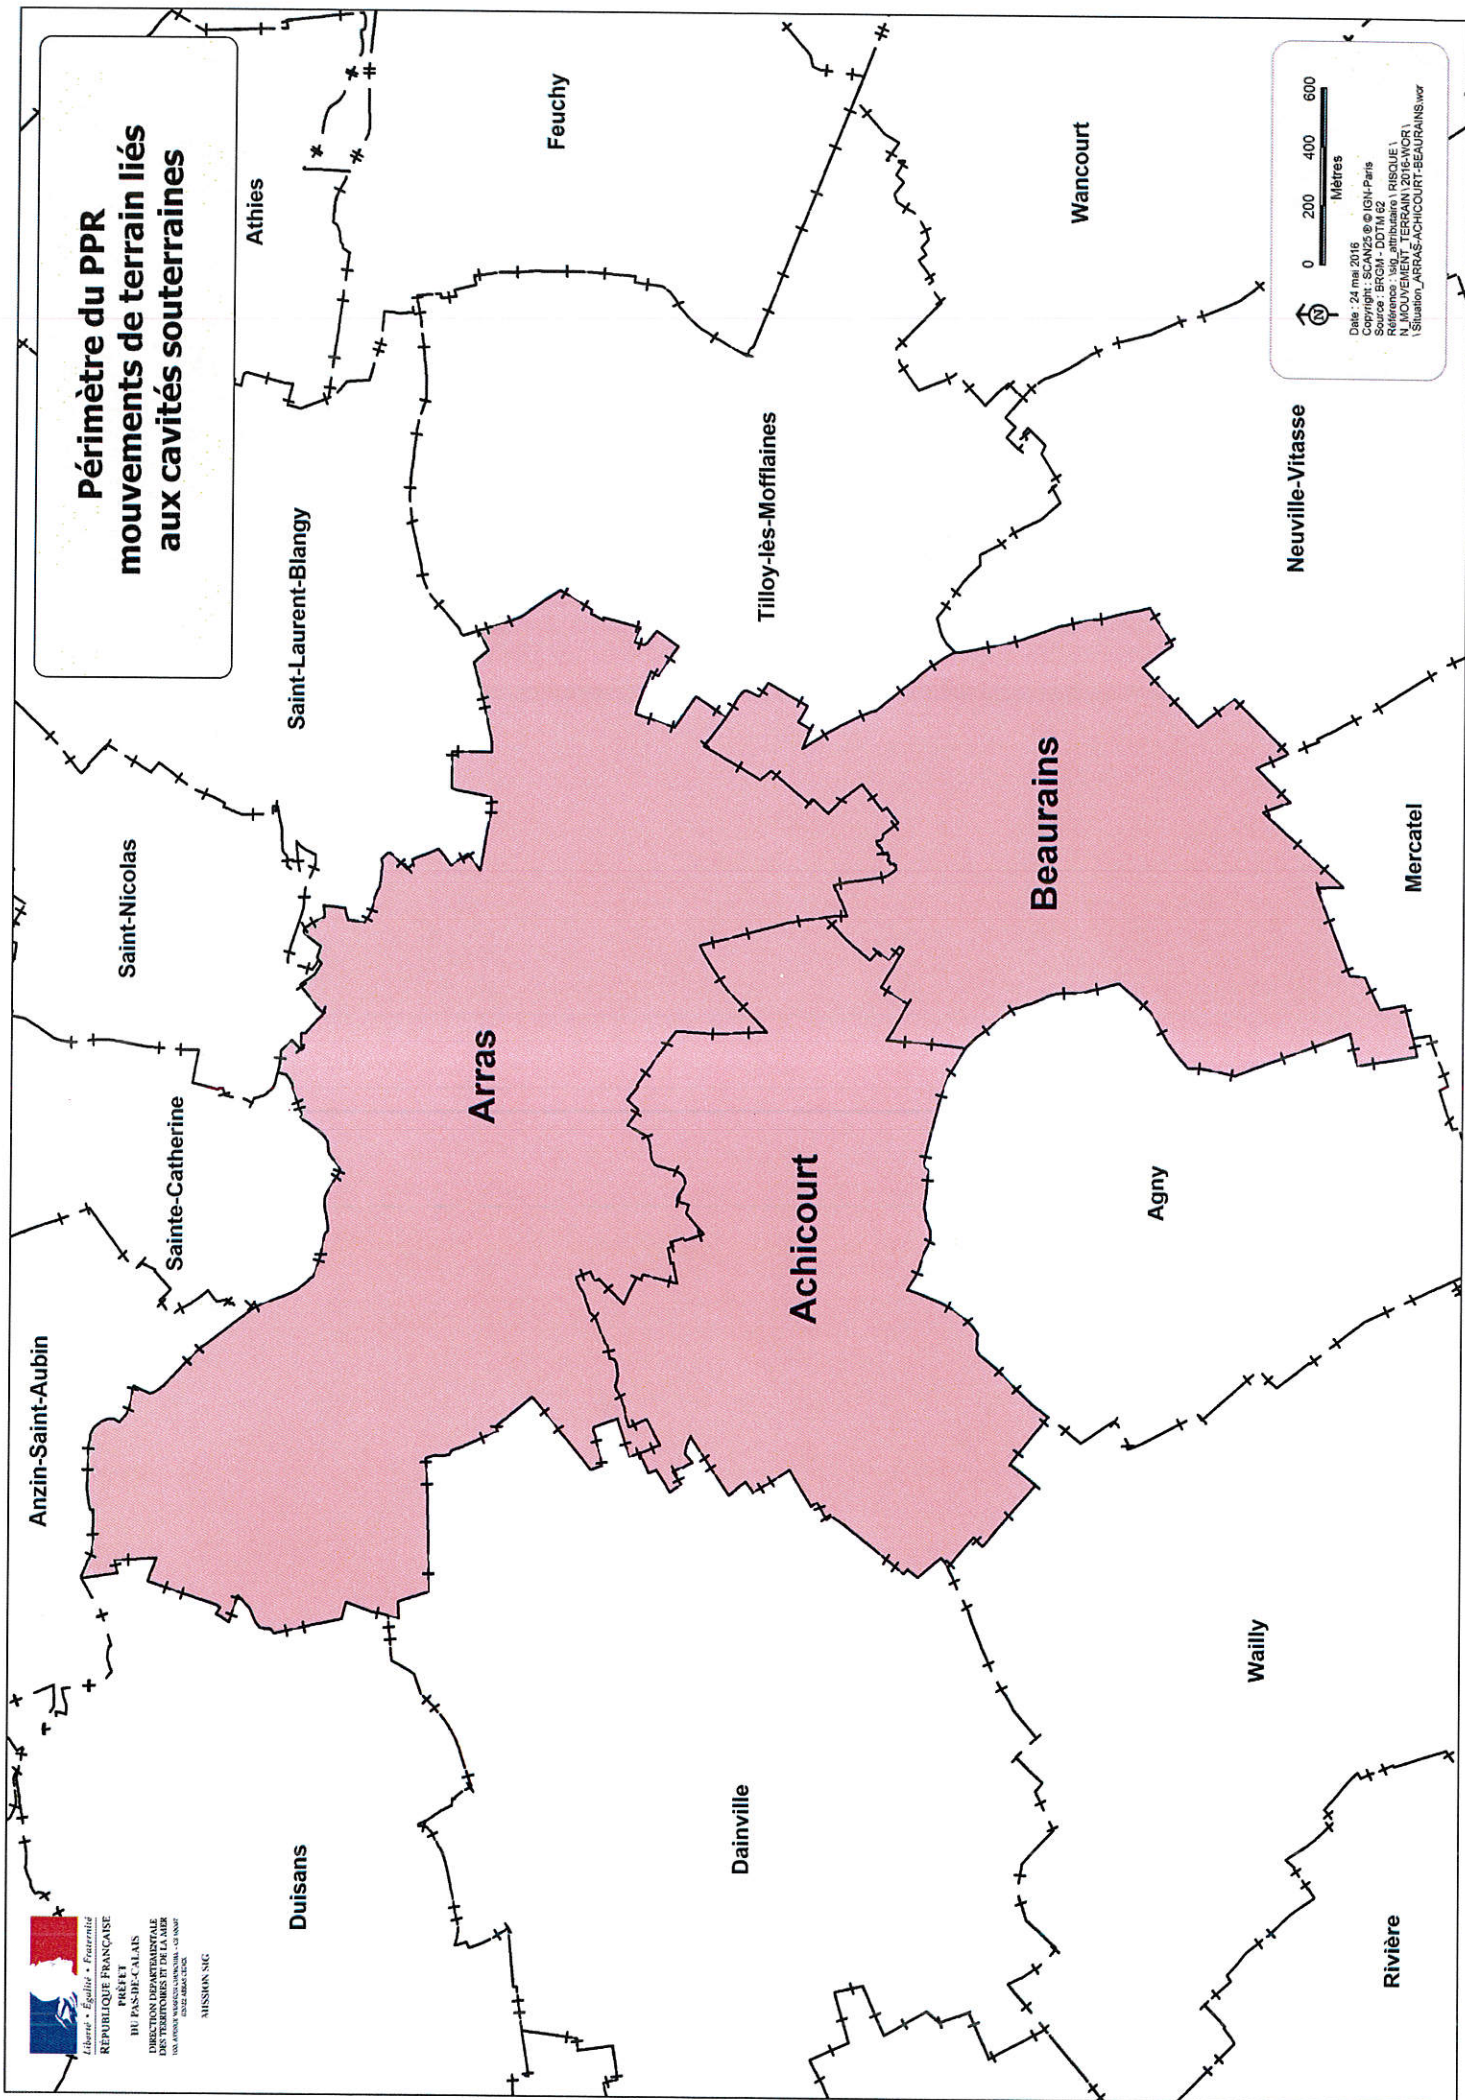 Liberté • Égalité • Fraternité
RÉPUBLIQUE FRANÇAISE
PRÉFET
DU PAS-DE-CALAIS
DIRECTION DEPARTEMENTALE
DES TERRITOIRES ET DE LA MER
MISSION SIG
Périmètre du PPR
mouvements de terrain liés
aux cavités souterraines
Anzin-Saint-Aubin
Sainte-Catherine
Saint-Nicolas
Saint-Laurent-Blangy
Athies
Feuchy
Duisans
Arras
Dainville
Achicourt
Tilloy-lès-Mofflaines
Beaurains
Wancourt
Agny
Wailly
Neuville-Vitasse
Rivière
Mercatel
N
0 200 400 600
Mètres
Date : 24 mai 2016
Copyright : SCAN25 ® © IGN-Paris
Source : BRGM - DDTM 62
Référence : \sig_attributaire \ RISQUE \
N_MOUVEMENT_TERRAIN \ 2016-WOR \
\ Situation_ARRAS-ACHICOURT-BEAURAINS.wor